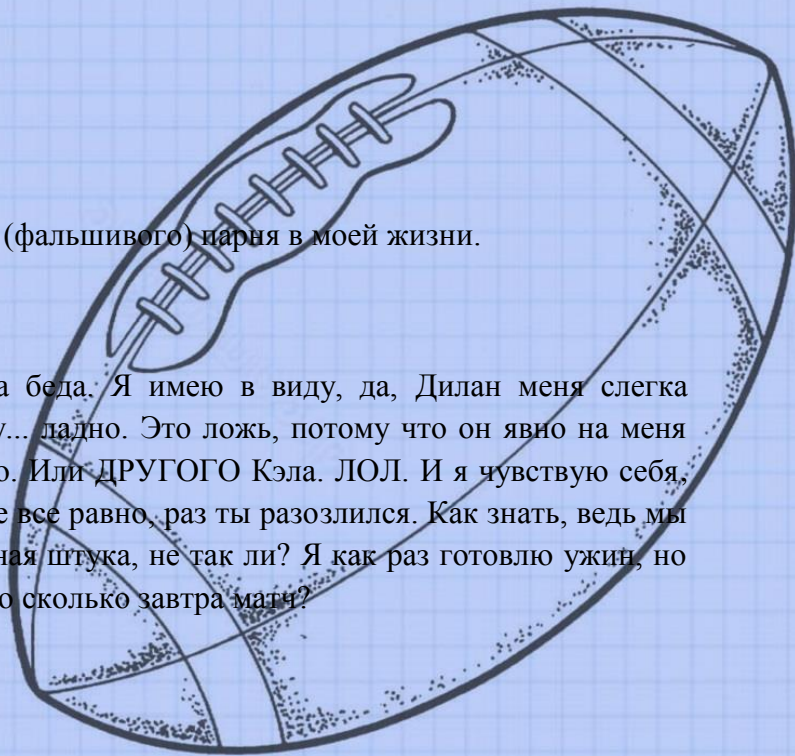 (фальшивого) парня в моей жизни.
а беда. Я имею в виду, да, Дилан меня слегка
у... ладно. Это ложь, потому что он явно на меня
о. Или ДРУГОГО Кэла. ЛОЛ. И я чувствую себя,
е все равно, раз ты разозлился. Как знать, ведь мы
ная штука, не так ли? Я как раз готовлю ужин, но
о сколько завтра матч?